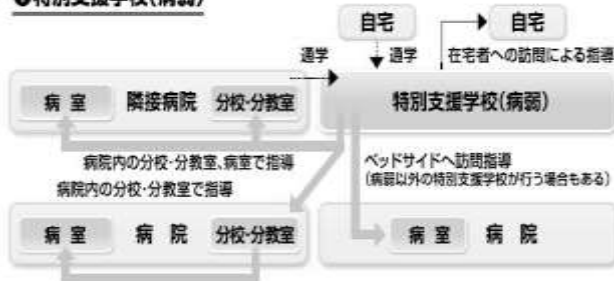 ❶特別支援学校(病弱)
自宅
自宅
通学
通学
在宅者への訪問による指導
病室 隣接病院 分校・分教室
特別支援学校(病弱)
病院内の分校・分教室、病室で指導
病院内の分校・分教室で指導
ベッドサイドへ訪問指導
(病弱以外の特別支援学校が行う場合もある)
病室 病院 分校・分教室
病室 病院